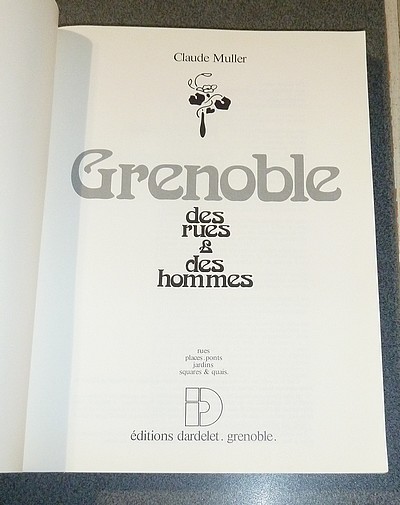 Claude Muller
Grenoble
des
rues
&
des
hommes
rues
places ponts
jardins
squares & quais.
éditions dardelet. grenoble.